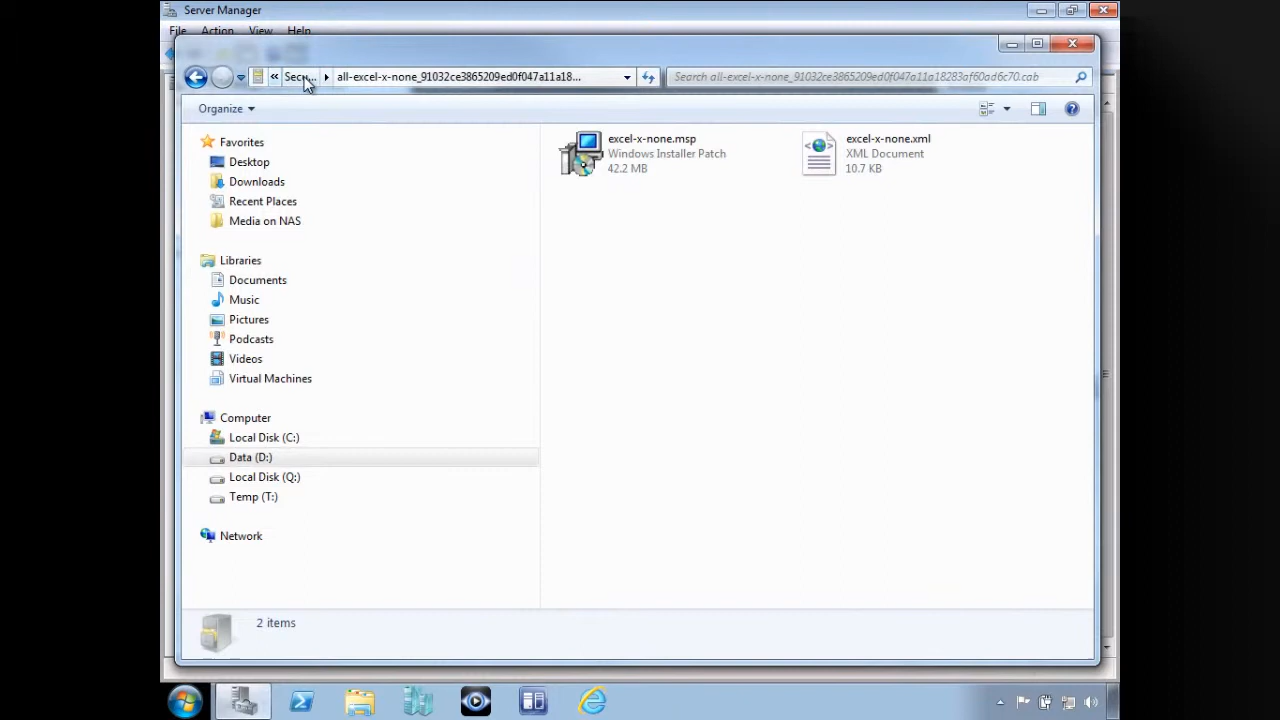 Server Manager
File Action View Help
« Secu... ▸ all-excel-x-none_91032ce3865209ed0f047a11a18...
Search all-excel-x-none_91032ce3865209ed0f047a11a18283af60ad6c70.cab
Organize
Favorites
Desktop
Downloads
Recent Places
Media on NAS
Libraries
Documents
Music
Pictures
Podcasts
Videos
Virtual Machines
Computer
Local Disk (C:)
Data (D:)
Local Disk (Q:)
Temp (T:)
Network
excel-x-none.msp
Windows Installer Patch
42.2 MB
excel-x-none.xml
XML Document
10.7 KB
2 items